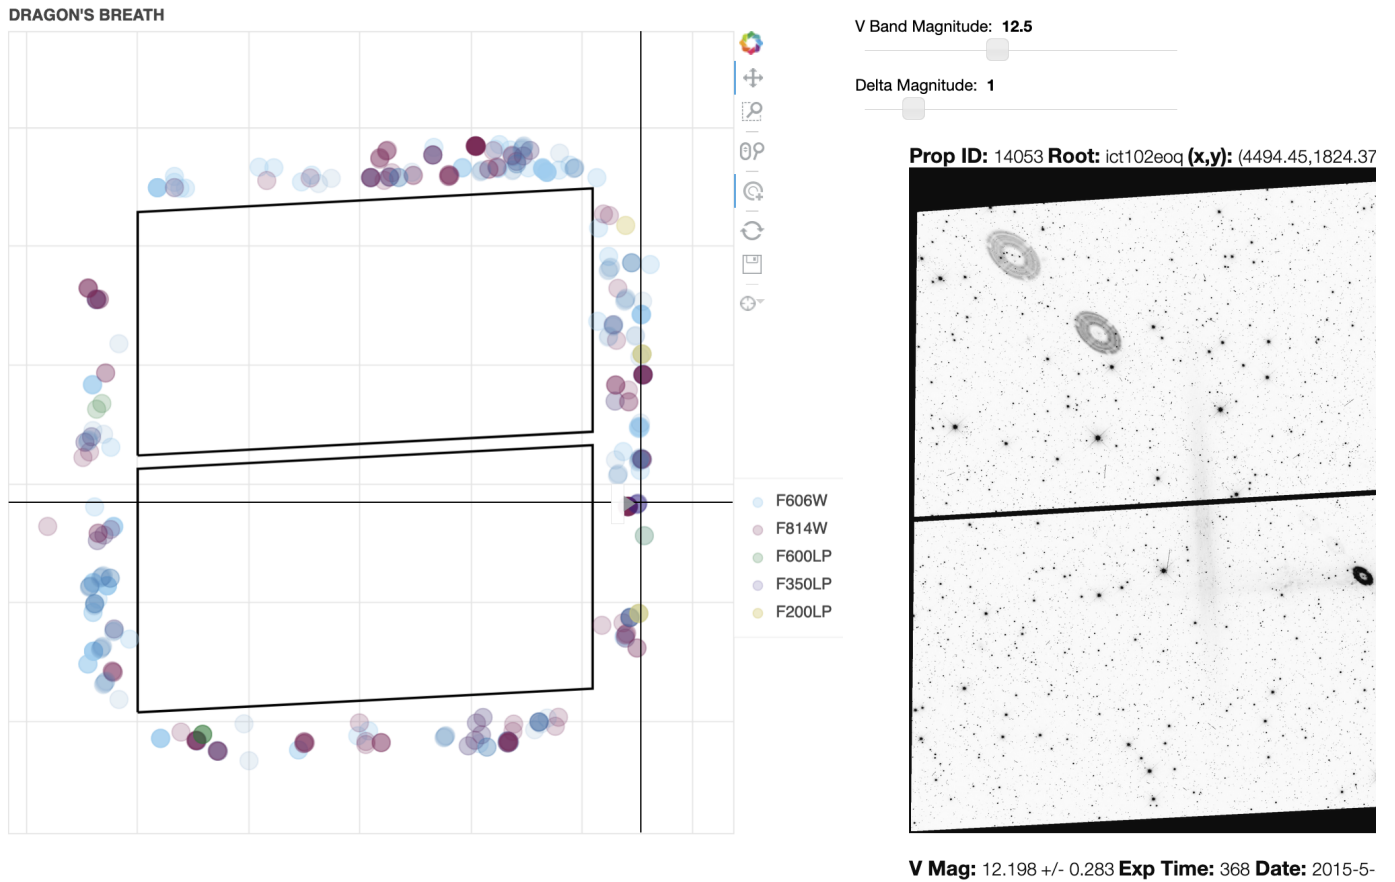 DRAGON'S BREATH
V Band Magnitude: 12.5
Delta Magnitude: 1
Prop ID: 14053 Root: ict102eoq (x,y): (4494.45,1824.37
F606W
F814W
F600LP
F350LP
F200LP
V Mag: 12.198 +/- 0.283 Exp Time: 368 Date: 2015-5-